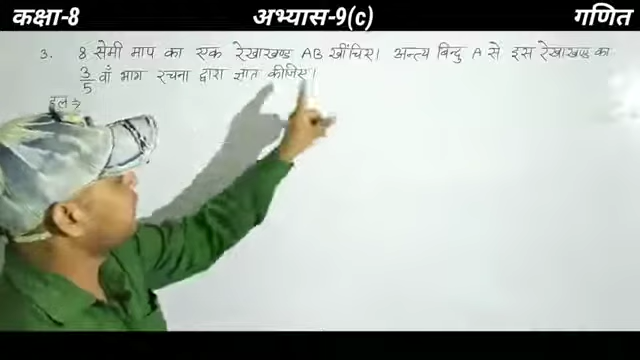 कक्षा-8 अभ्यास-9(c) गणित
3. 8 सेमी माप का एक रेखाखण्ड AB खींचिए। अन्त्य बिन्दु A से इस रेखाखण्ड का
3/5 वाँ भाग रचना द्वारा ज्ञात कीजिए।
हल ⇒